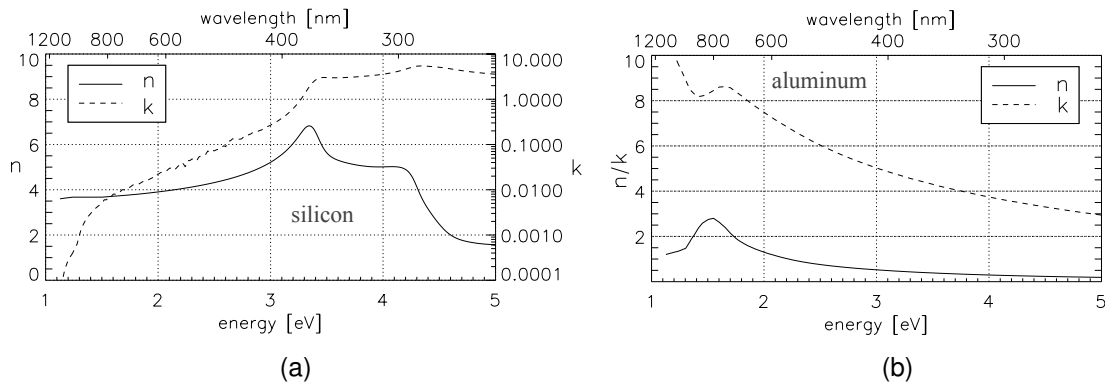 wavelength [nm]
1200 800 600 400 300
10 8 6 4 2 0
n
n
k
silicon
10.000 1.0000 0.1000 0.0100 0.0010 0.0001
k
1 2 3 4 5
energy [eV]
(a)
wavelength [nm]
1200 800 600 400 300
10 8 6 4 2
n/k
aluminum
n
k
1 2 3 4 5
energy [eV]
(b)